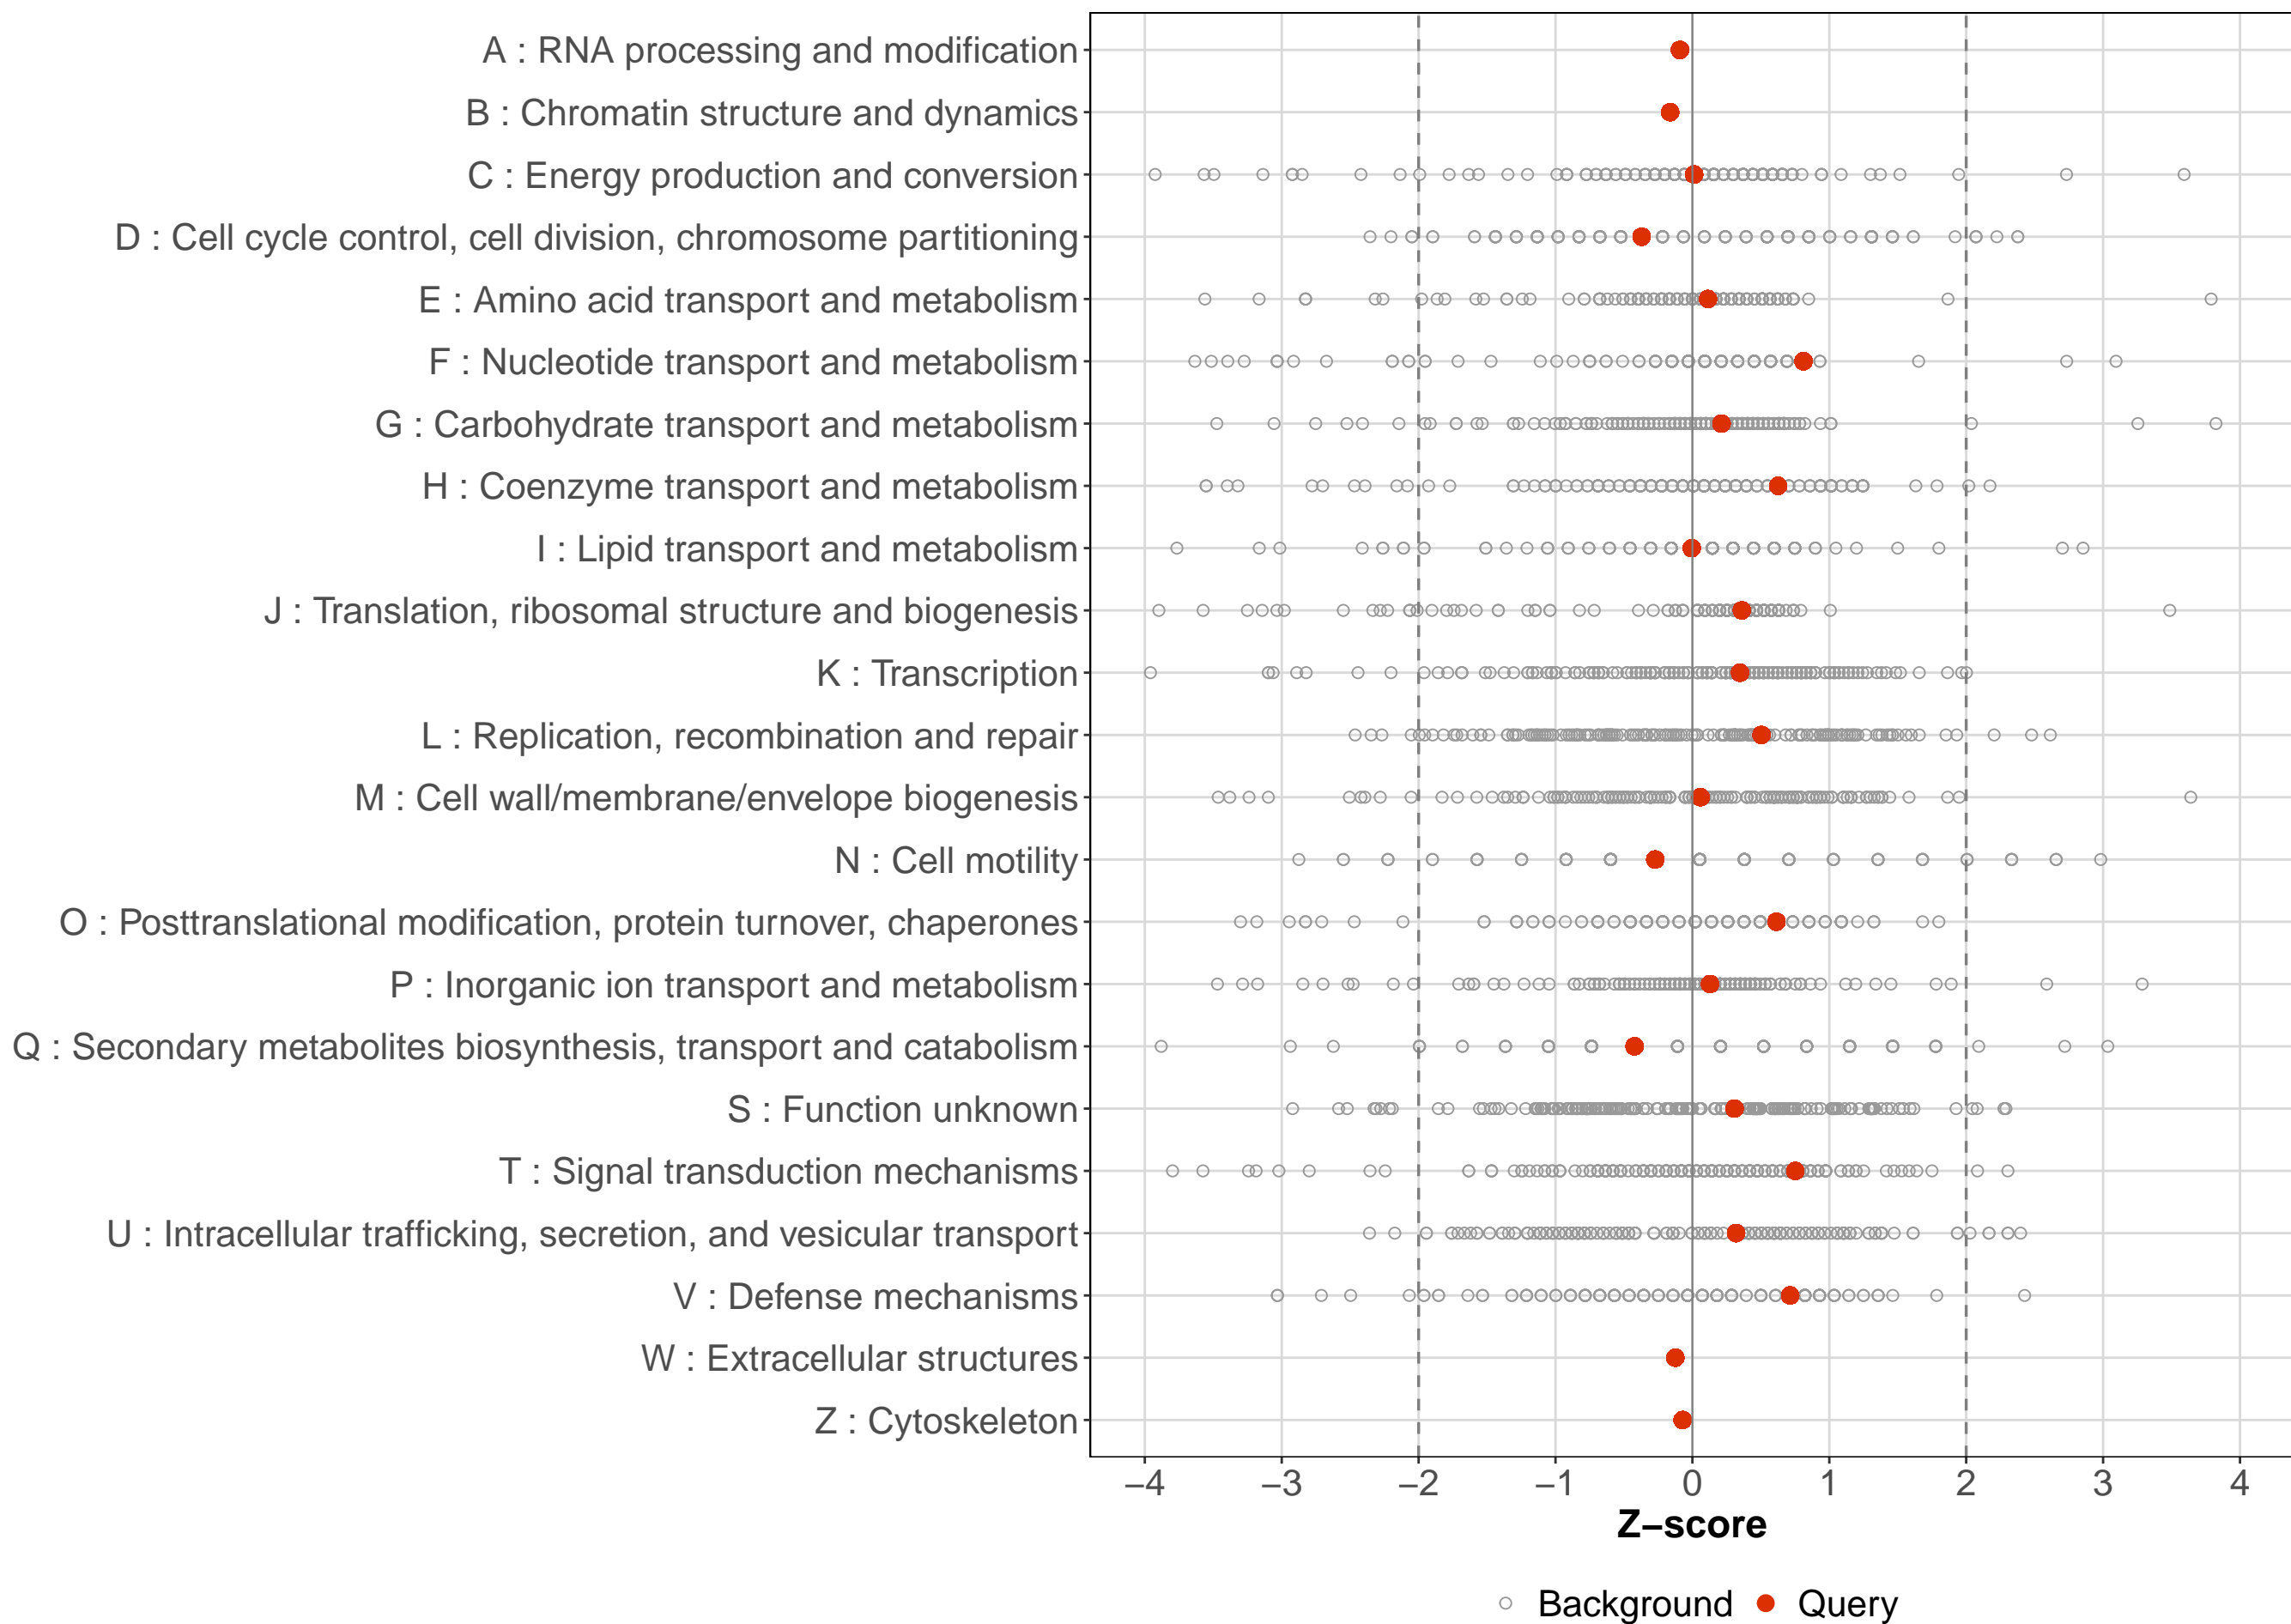 A : RNA processing and modification
B : Chromatin structure and dynamics
C : Energy production and conversion
D : Cell cycle control, cell division, chromosome partitioning
E : Amino acid transport and metabolism
F : Nucleotide transport and metabolism
G : Carbohydrate transport and metabolism
H : Coenzyme transport and metabolism
I : Lipid transport and metabolism
J : Translation, ribosomal structure and biogenesis
K : Transcription
L : Replication, recombination and repair
M : Cell wall/membrane/envelope biogenesis
N : Cell motility
O : Posttranslational modification, protein turnover, chaperones
P : Inorganic ion transport and metabolism
Q : Secondary metabolites biosynthesis, transport and catabolism
S : Function unknown
T : Signal transduction mechanisms
U : Intracellular trafficking, secretion, and vesicular transport
V : Defense mechanisms
W : Extracellular structures
Z : Cytoskeleton
−4 −3 −2 −1 0 1 2 3 4
Z−score
Background Query